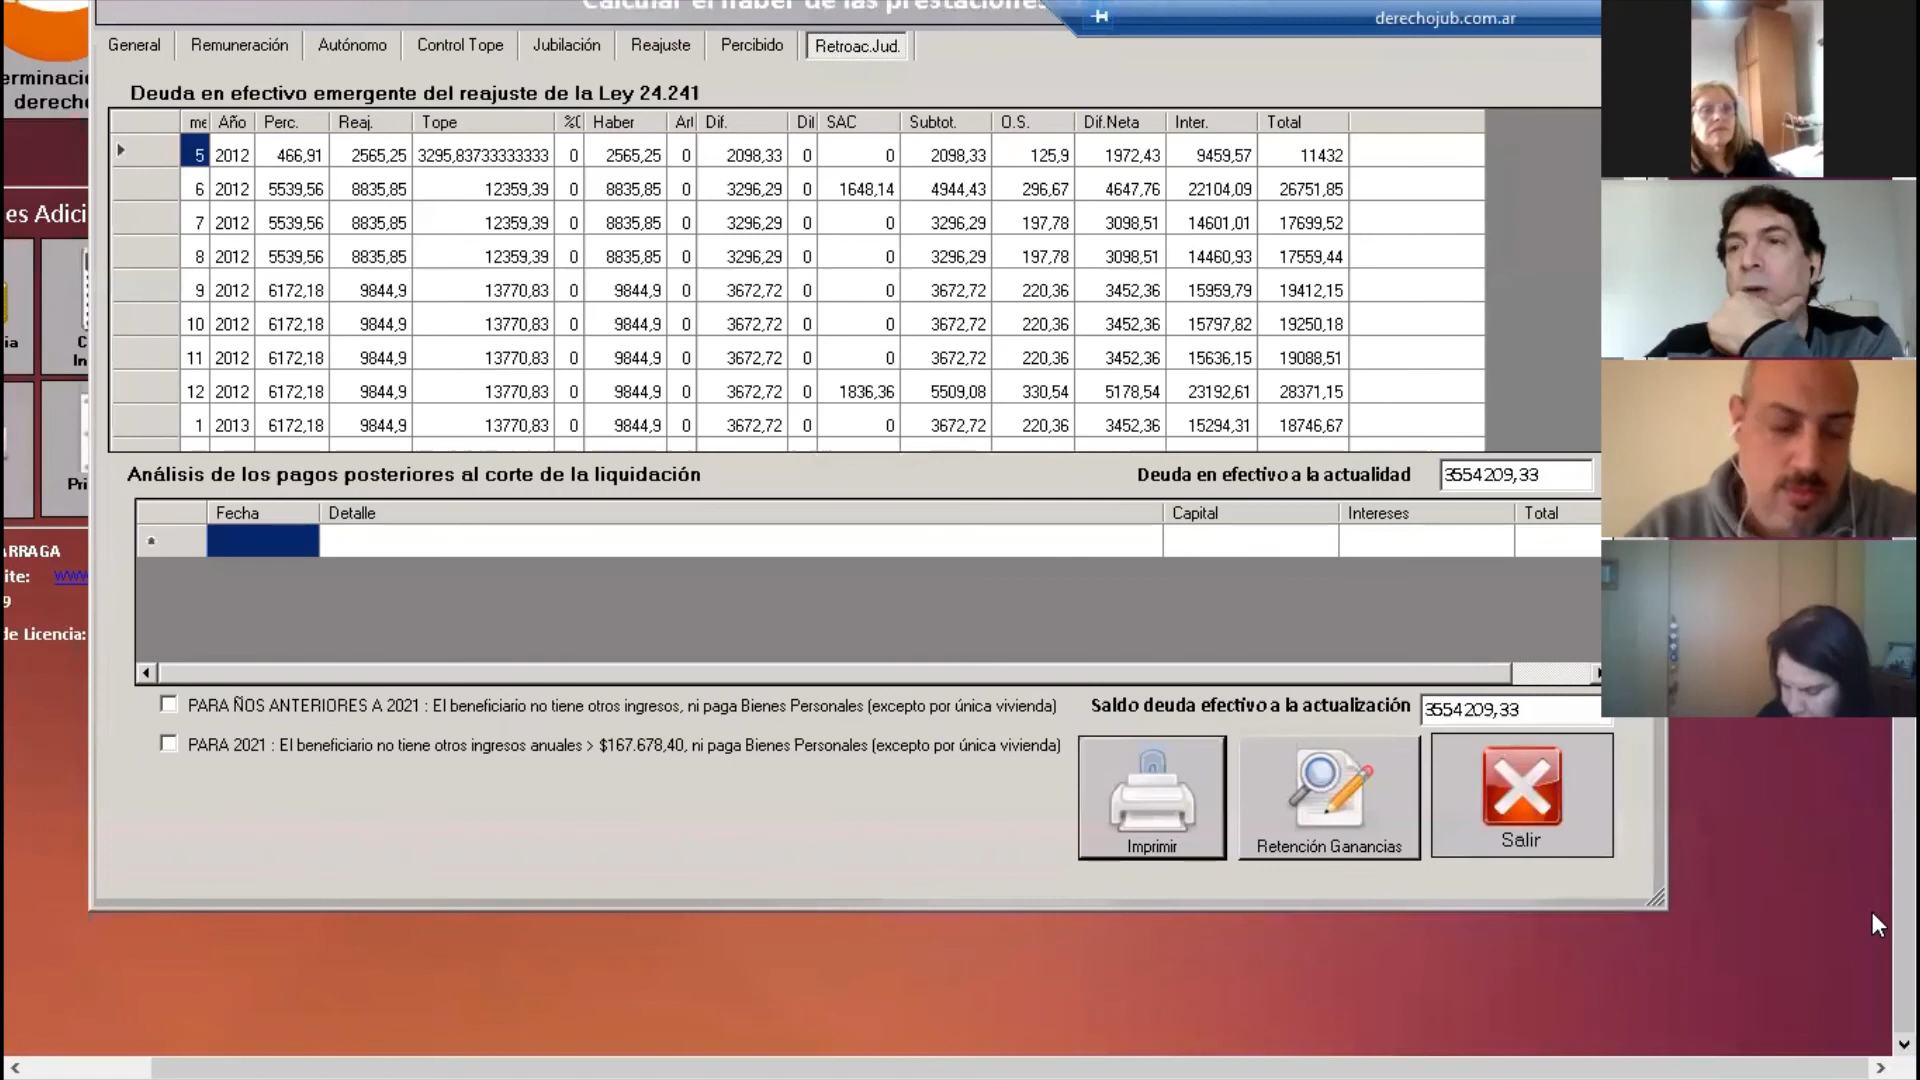 Calcular el haber de las prestaciones
derechojub.com.ar
General Remuneración Autónomo Control Tope Jubilación Reajuste Percibido Retroac.Jud.
erminació
derecho
Deuda en efectivo emergente del reajuste de la Ley 24.241
me Año Perc. Reaj. Tope %( Haber Art Dif. Dif SAC Subtot. O.S. Dif.Neta Inter. Total
5 2012 466,91 2565,25 3295,83733333333 0 2565,25 0 2098,33 0 0 2098,33 125,9 1972,43 9459,57 11432
6 2012 5539,56 8835,85 12359,39 0 8835,85 0 3296,29 0 1648,14 4944,43 296,67 4647,76 22104,09 26751,85
7 2012 5539,56 8835,85 12359,39 0 8835,85 0 3296,29 0 0 3296,29 197,78 3098,51 14601,01 17699,52
8 2012 5539,56 8835,85 12359,39 0 8835,85 0 3296,29 0 0 3296,29 197,78 3098,51 14460,93 17559,44
9 2012 6172,18 9844,9 13770,83 0 9844,9 0 3672,72 0 0 3672,72 220,36 3452,36 15959,79 19412,15
10 2012 6172,18 9844,9 13770,83 0 9844,9 0 3672,72 0 0 3672,72 220,36 3452,36 15797,82 19250,18
11 2012 6172,18 9844,9 13770,83 0 9844,9 0 3672,72 0 0 3672,72 220,36 3452,36 15636,15 19088,51
12 2012 6172,18 9844,9 13770,83 0 9844,9 0 3672,72 0 1836,36 5509,08 330,54 5178,54 23192,61 28371,15
1 2013 6172,18 9844,9 13770,83 0 9844,9 0 3672,72 0 0 3672,72 220,36 3452,36 15294,31 18746,67
es Adici
ia
C
In
Pri
Análisis de los pagos posteriores al corte de la liquidación
Deuda en efectivo a la actualidad 3554209,33
Fecha Detalle Capital Intereses Total
ARRAGA
ite: www
9
de Licencia:
PARA ÑOS ANTERIORES A 2021 : El beneficiario no tiene otros ingresos, ni paga Bienes Personales (excepto por única vivienda)
Saldo deuda efectivo a la actualización 3554209,33
PARA 2021 : El beneficiario no tiene otros ingresos anuales > $167.678,40, ni paga Bienes Personales (excepto por única vivienda)
Imprimir
Retención Ganancias
Salir